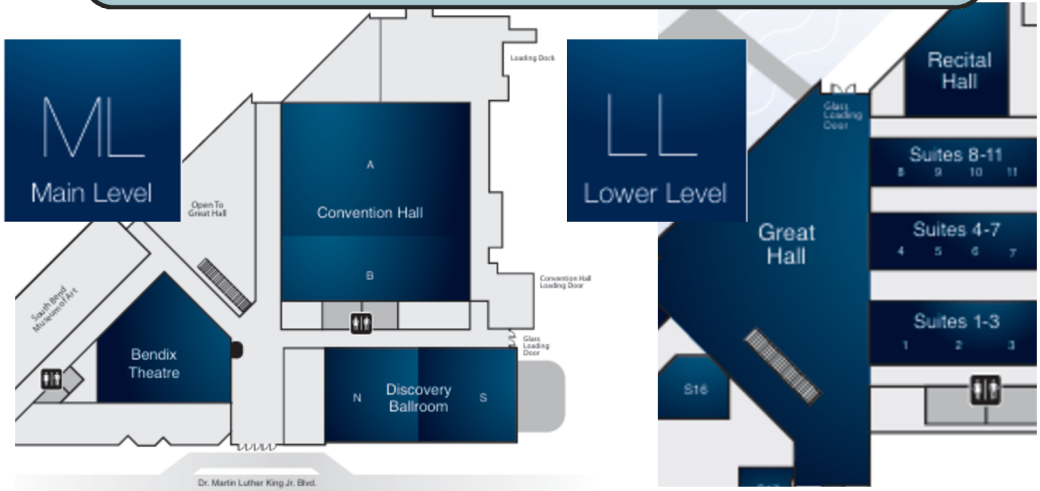 ML
Main Level
Loading Dock
Open To
Great Hall
A
Convention Hall
B
Convention Hall
Loading Door
South Bend
Museum of Art
Glass
Loading
Door
Bendix
Theatre
N
Discovery
Ballroom
S
Dr. Martin Luther King Jr. Blvd.
LL
Lower Level
Recital
Hall
Glass
Loading
Door
Suites 8-11
8 9 10 11
Great
Hall
Suites 4-7
4 5 6 7
Suites 1-3
1 2 3
S16